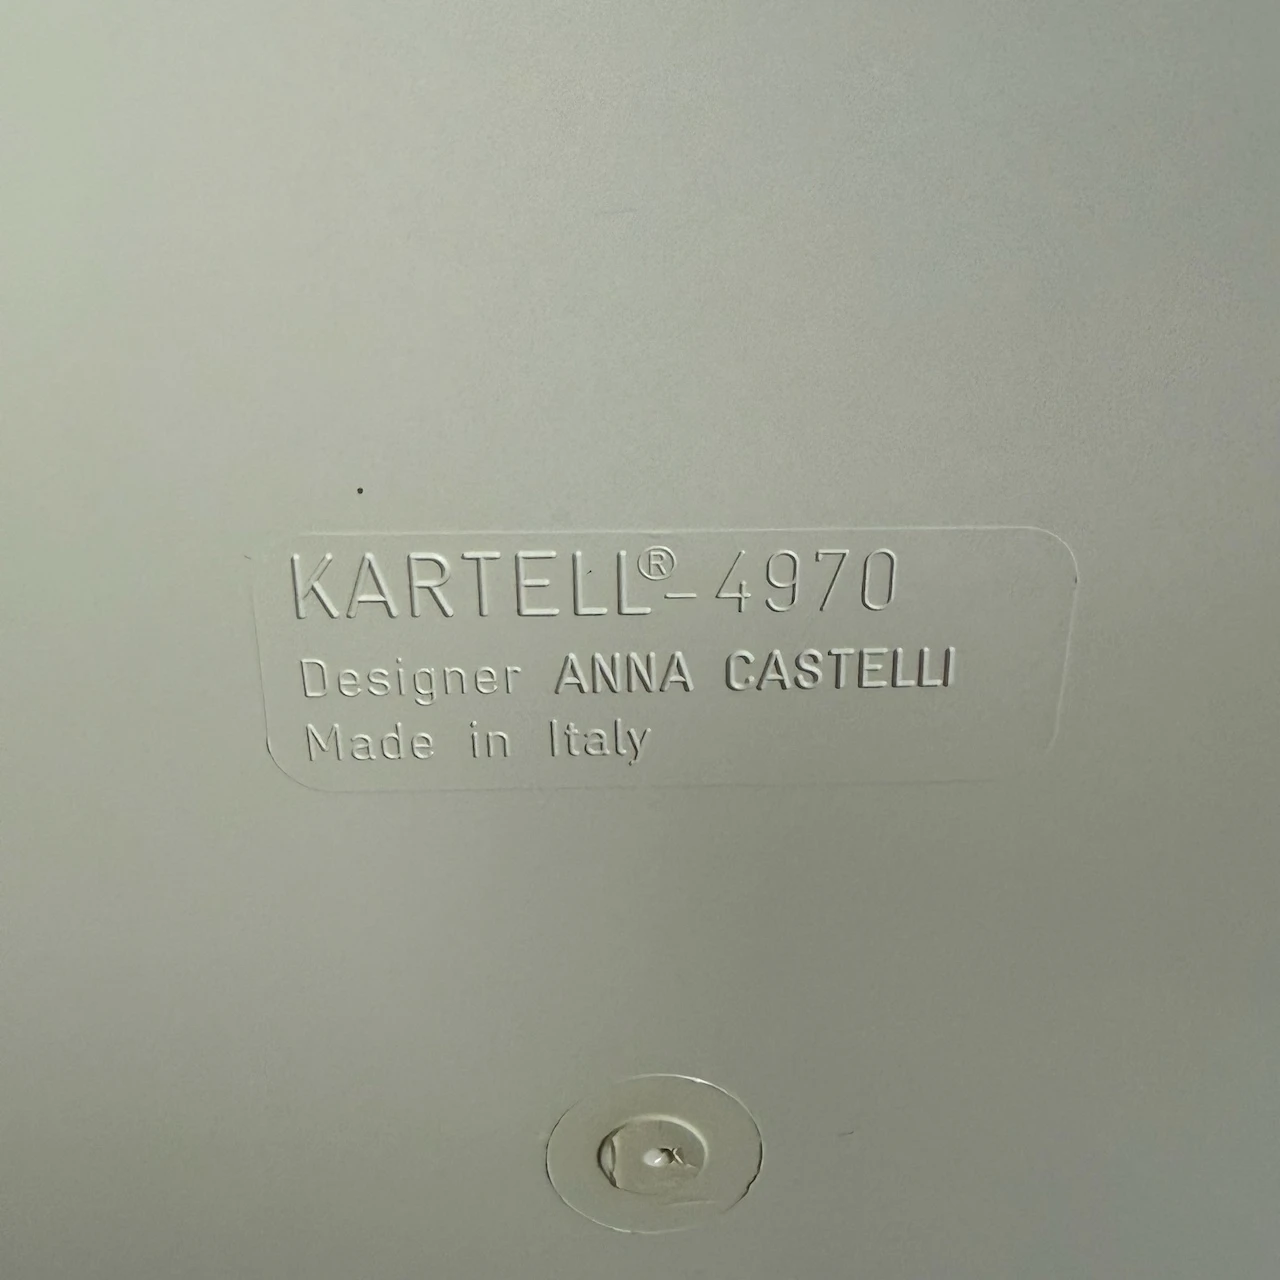 KARTELL®-4970
Designer ANNA CASTELLI
Made in Italy